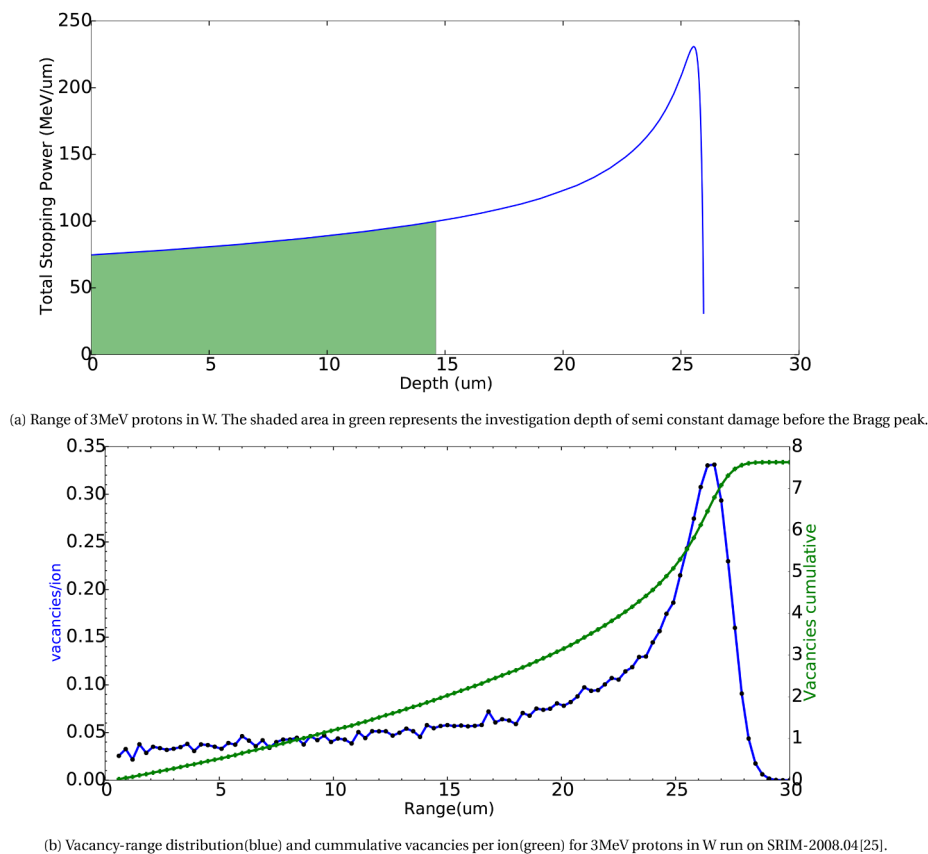 250
200
150
100
50
0
Total Stopping Power (MeV/um)
0 5 10 15 20 25 30
Depth (um)
(a) Range of 3MeV protons in W. The shaded area in green represents the investigation depth of semi constant damage before the Bragg peak.
0.35
0.30
0.25
0.20
0.15
0.10
0.05
0.00
vacancies/ion
8
7
6
5
4
3
2
1
0
Vacancies cumulative
0 5 10 15 20 25 30
Range(um)
(b) Vacancy-range distribution(blue) and cummulative vacancies per ion(green) for 3MeV protons in W run on SRIM-2008.04[25].